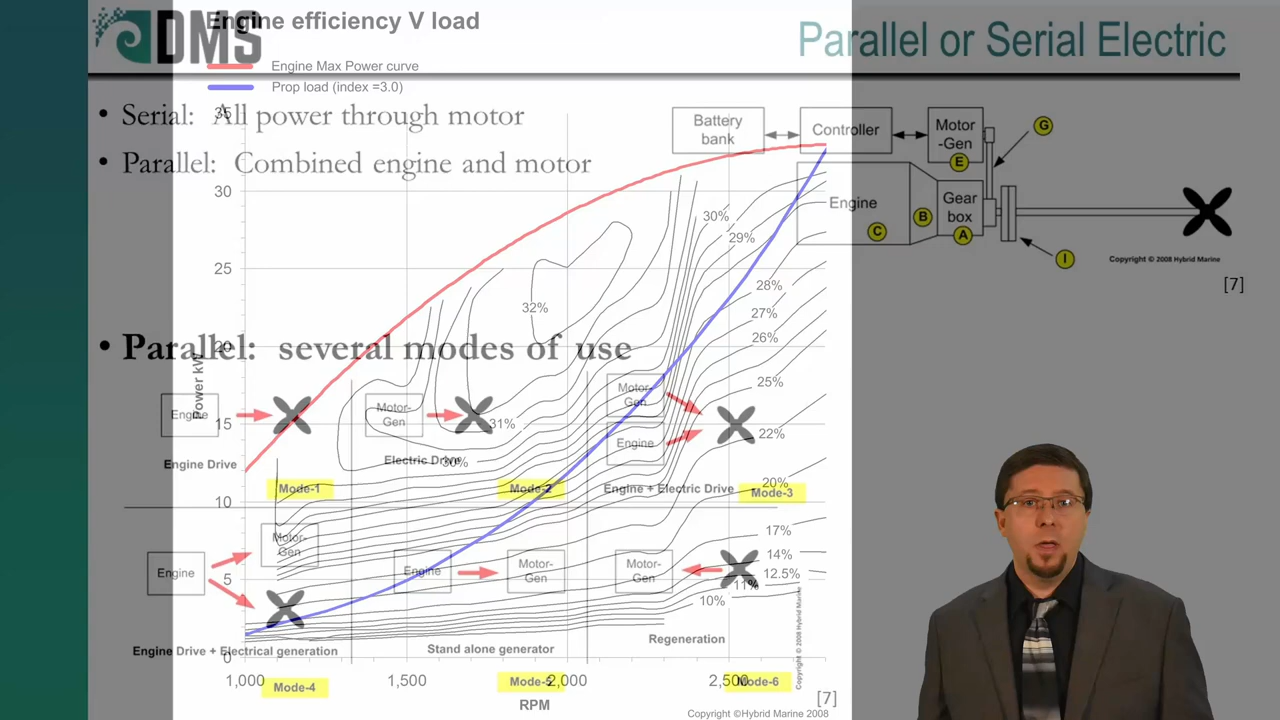 Engine efficiency V load
DMS
Parallel or Serial Electric
Engine Max Power curve
Prop load (index =3.0)
• Serial: All power through motor
• Parallel: Combined engine and motor
Battery bank
Controller
Motor-Gen
E
G
Engine
C
B
Gear box
A
I
Copyright © 2008 Hybrid Marine
[7]
• Parallel: several modes of use
Power kW
35
30
25
20
15
10
5
0
30%
29%
32%
28%
27%
26%
25%
31%
22%
30%
20%
17%
14%
12.5%
11%
10%
Engine
Engine Drive
Mode-1
Motor-Gen
Electric Drive
Mode-2
Motor-Gen
Engine
Engine + Electric Drive
Mode-3
Engine
Motor-Gen
Engine Drive + Electrical generation
Mode-4
Engine
Motor-Gen
Stand alone generator
Mode-5
Motor-Gen
Regeneration
Mode-6
© 2008 Hybrid Marine
1,000
1,500
2,000
2,500
RPM
[7]
Copyright ©Hybrid Marine 2008